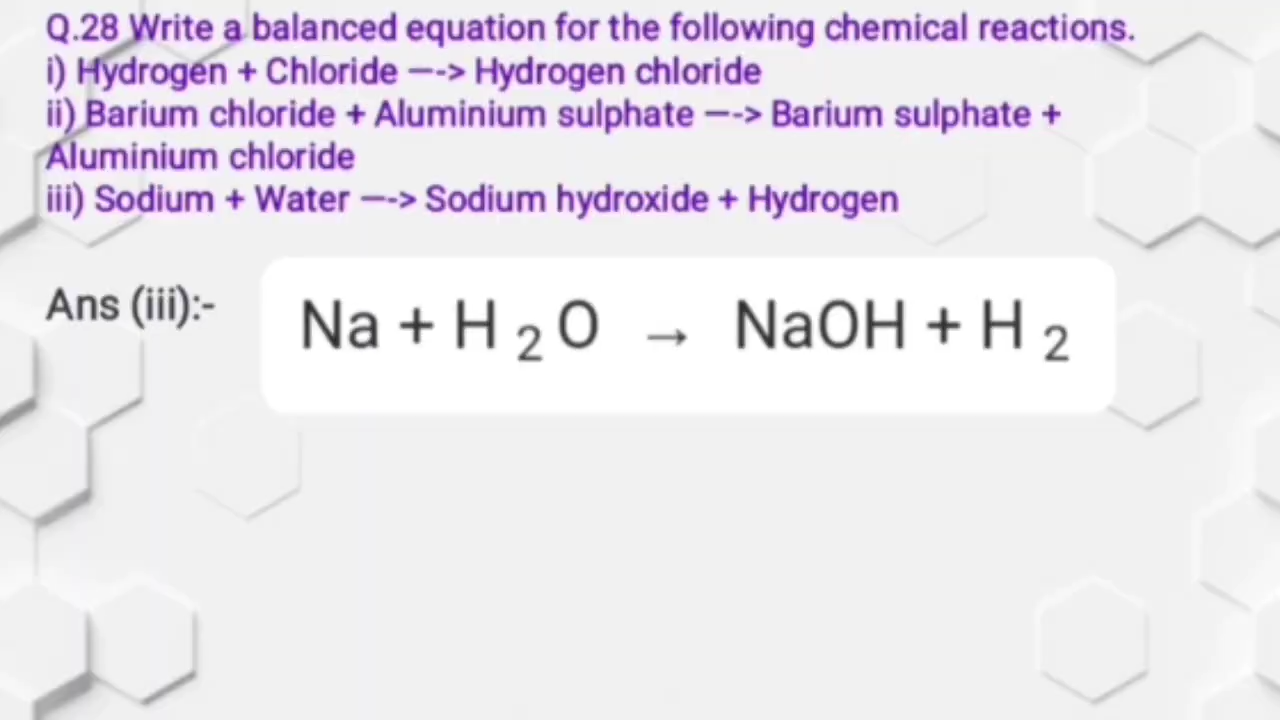 Q.28 Write a balanced equation for the following chemical reactions.
i) Hydrogen + Chloride —-> Hydrogen chloride
ii) Barium chloride + Aluminium sulphate —-> Barium sulphate +
Aluminium chloride
iii) Sodium + Water —-> Sodium hydroxide + Hydrogen
Ans (iii):- Na + H ₂ O → NaOH + H ₂